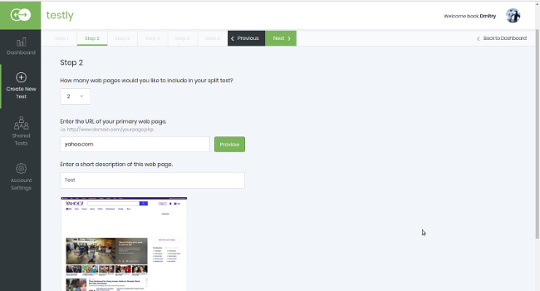 testly
Welcome back Dmitry
Step 1 Step 2 Step 3 Step 4 Step 5 Step 6 Previous Next Back to Dashboard
Dashboard
Create New
Test
Shared
Tests
Account
Settings
Step 2
How many web pages would you like to include in your split test?
2
Enter the URL of your primary web page.
i.e. http://www.domain.com/yourpage.php
yahoo.com Preview
Enter a short description of this web page.
Test
YAHOO!